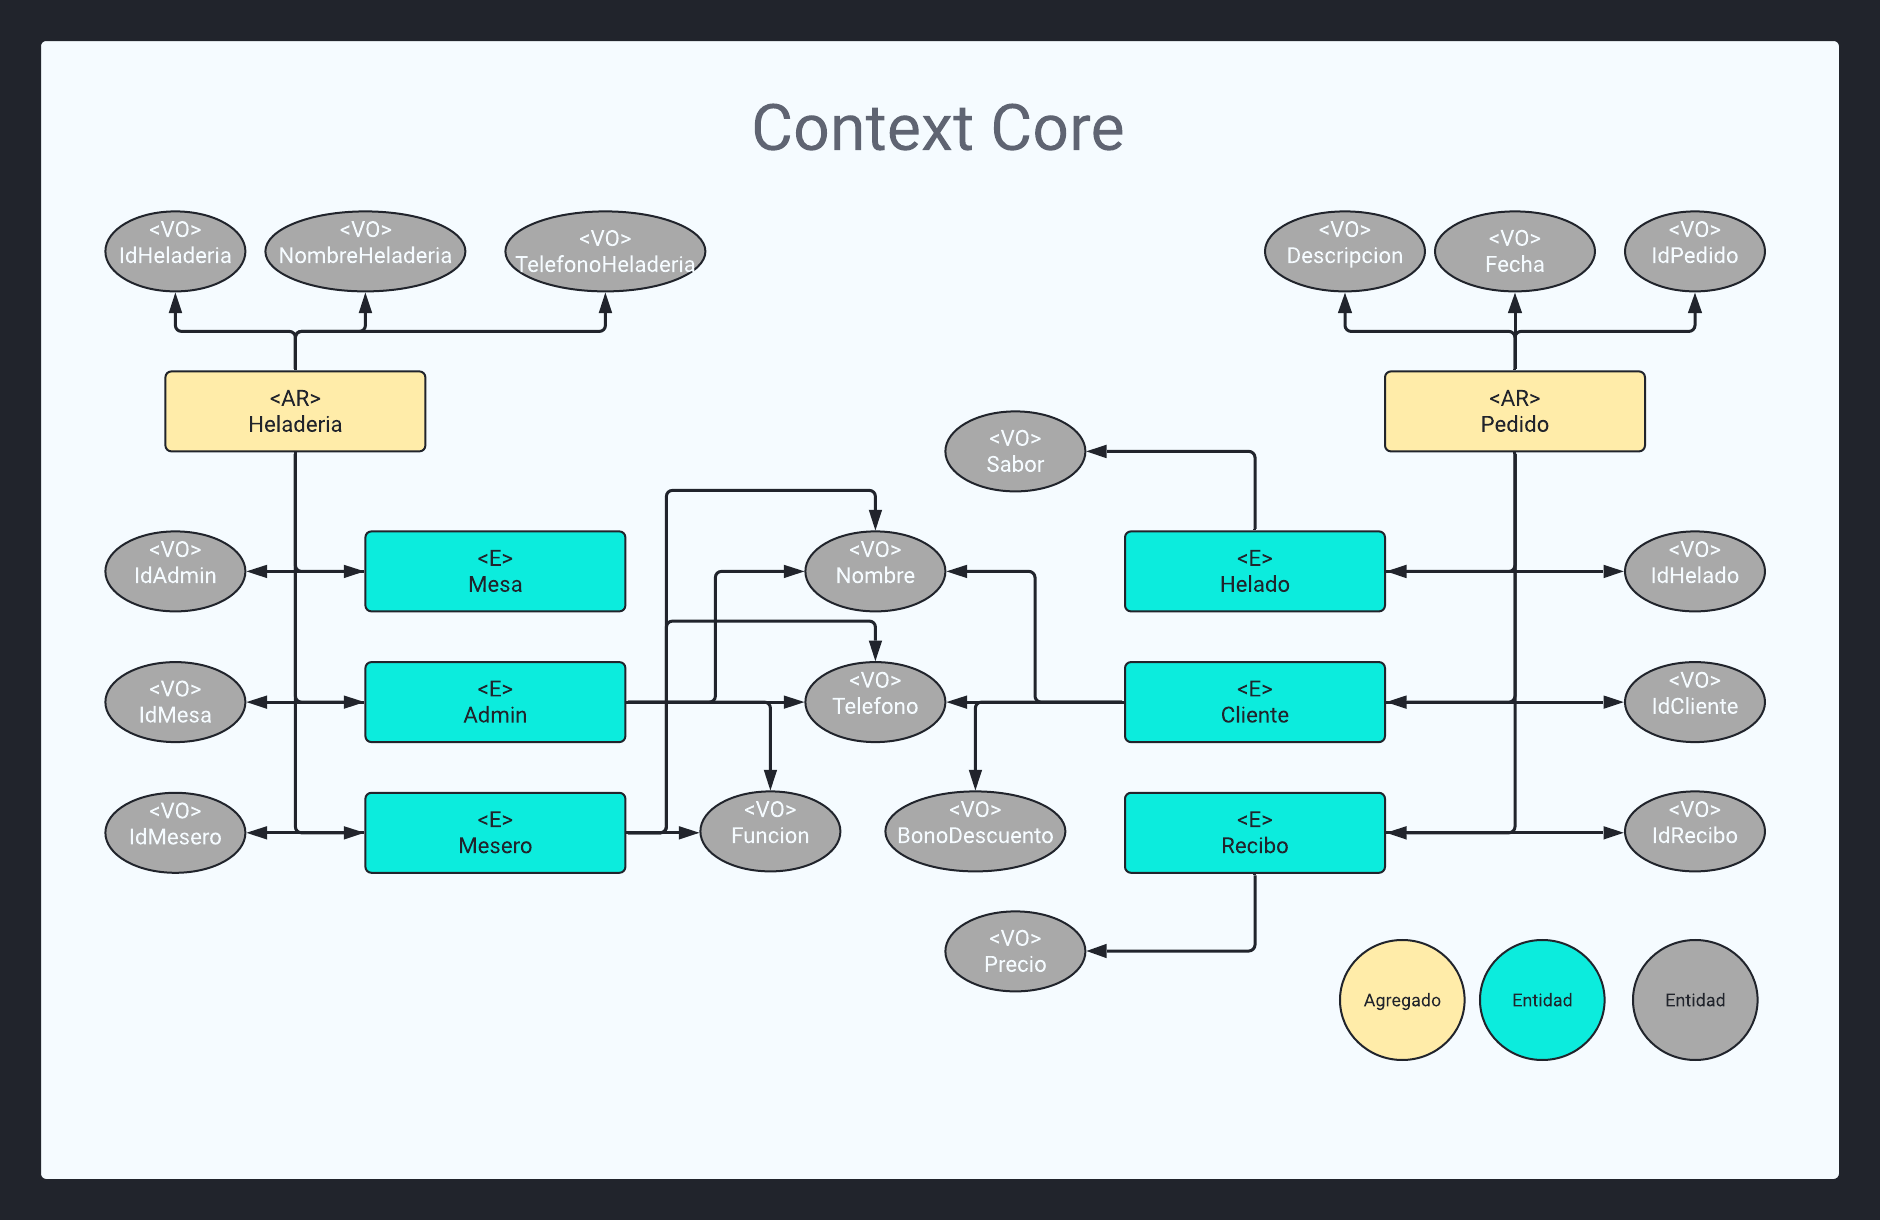 Context Core
<VO>
IdHeladeria
<VO>
NombreHeladeria
<VO>
TelefonoHeladeria
<VO>
Descripcion
<VO>
Fecha
<VO>
IdPedido
<AR>
Heladeria
<AR>
Pedido
<VO>
Sabor
<VO>
IdAdmin
<E>
Mesa
<VO>
Nombre
<E>
Helado
<VO>
IdHelado
<VO>
IdMesa
<E>
Admin
<VO>
Telefono
<E>
Cliente
<VO>
IdCliente
<VO>
IdMesero
<E>
Mesero
<VO>
Funcion
<VO>
BonoDescuento
<E>
Recibo
<VO>
IdRecibo
<VO>
Precio
Agregado
Entidad
Entidad